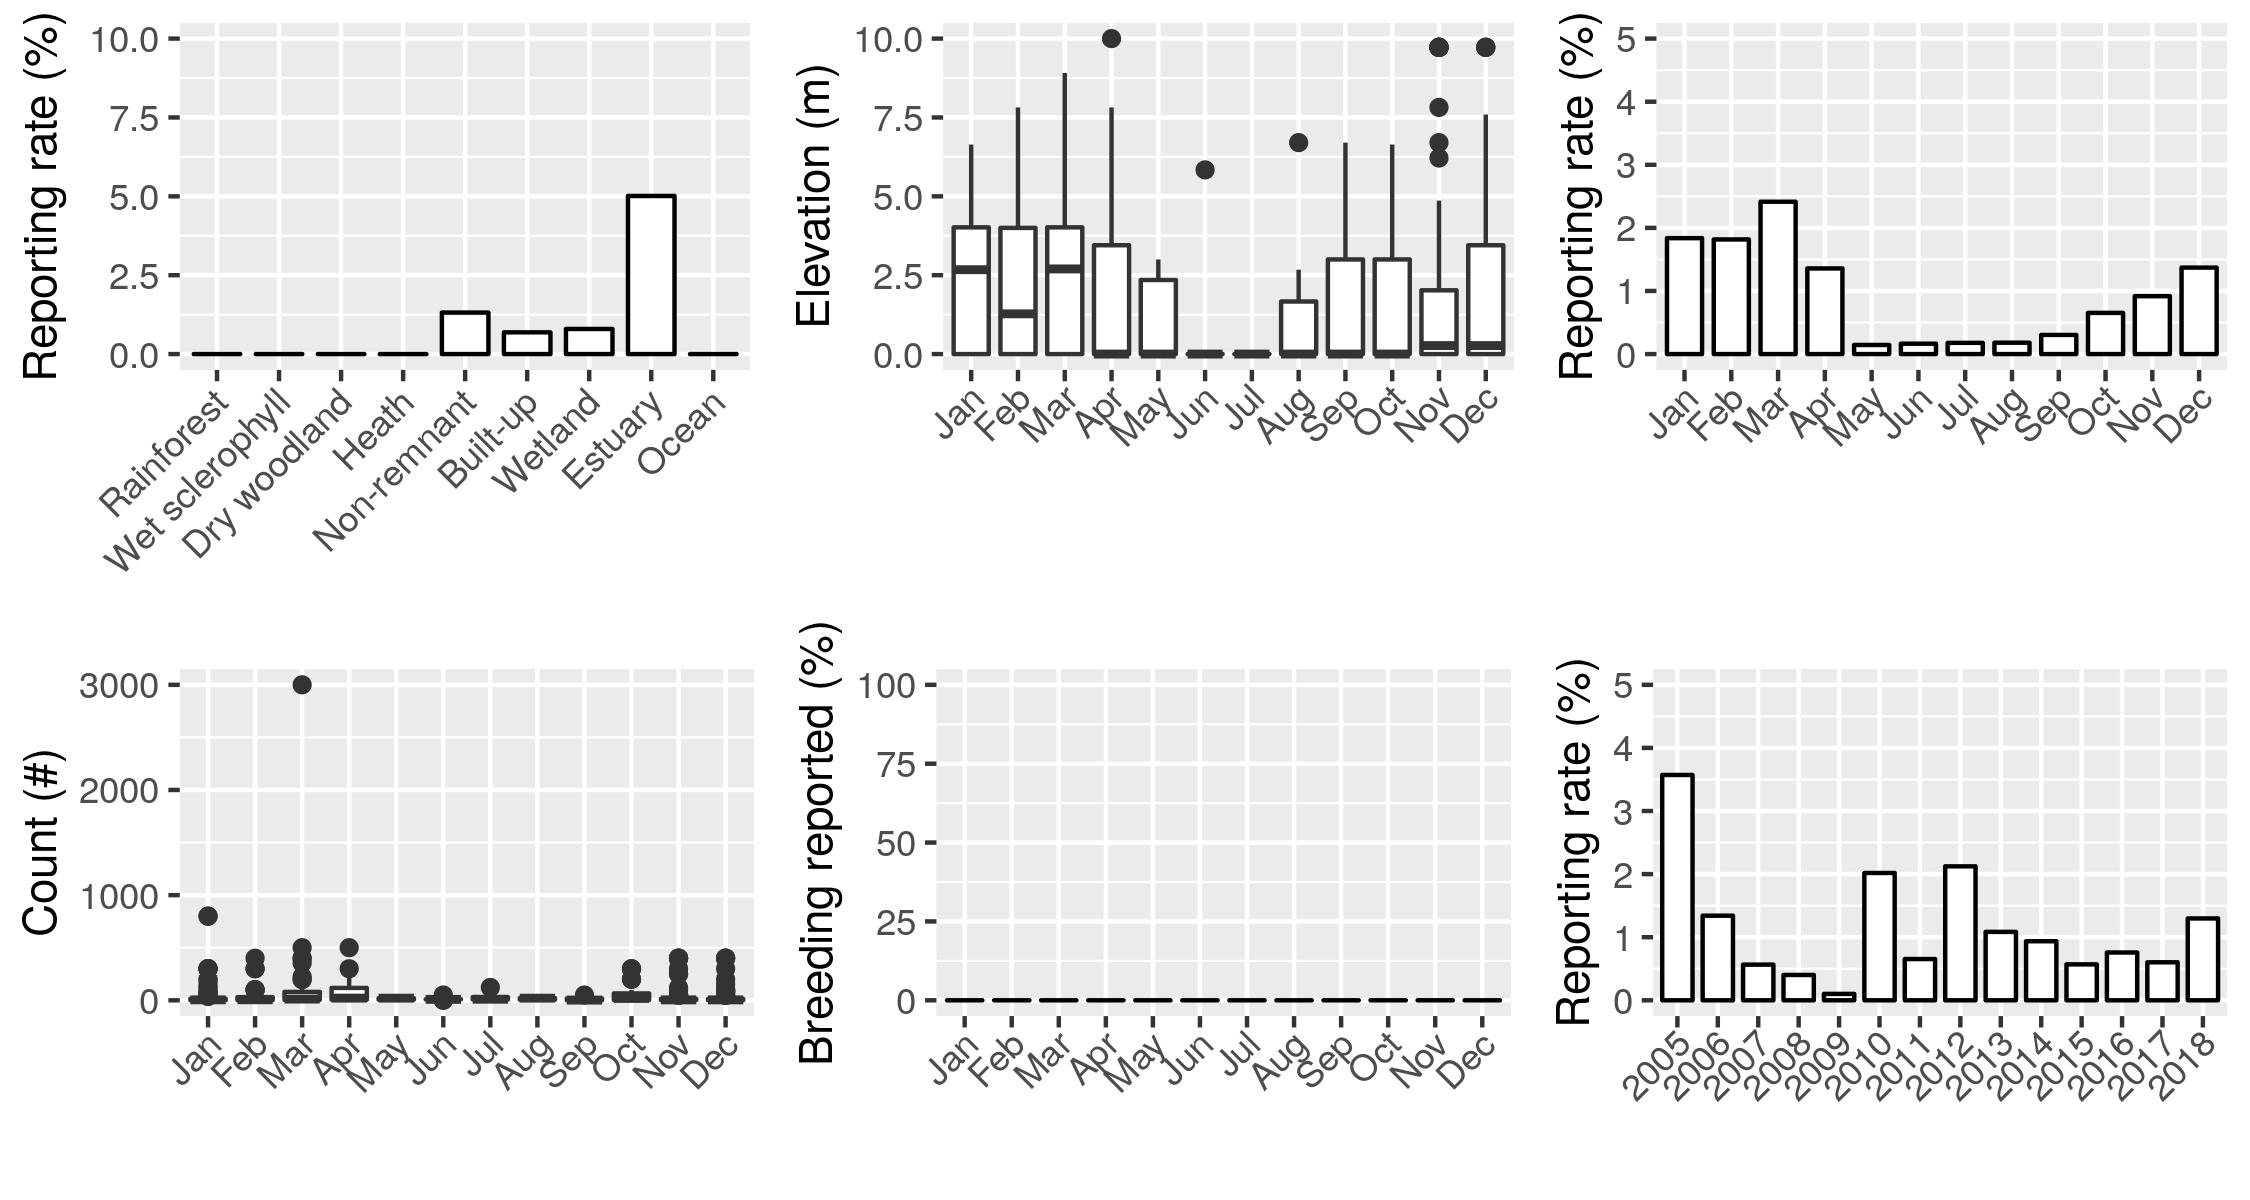 Reporting rate (%)
10.0
7.5
5.0
2.5
0.0
Rainforest
Wet sclerophyll
Dry woodland
Heath
Non-remnant
Built-up
Wetland
Estuary
Ocean
Elevation (m)
10.0
7.5
5.0
2.5
0.0
Jan
Feb
Mar
Apr
May
Jun
Jul
Aug
Sep
Oct
Nov
Dec
Reporting rate (%)
5
4
3
2
1
0
Jan
Feb
Mar
Apr
May
Jun
Jul
Aug
Sep
Oct
Nov
Dec
Count (#)
3000
2000
1000
0
Jan
Feb
Mar
Apr
May
Jun
Jul
Aug
Sep
Oct
Nov
Dec
Breeding reported (%)
100
75
50
25
0
Jan
Feb
Mar
Apr
May
Jun
Jul
Aug
Sep
Oct
Nov
Dec
Reporting rate (%)
5
4
3
2
1
0
2005
2006
2007
2008
2009
2010
2011
2012
2013
2014
2015
2016
2017
2018